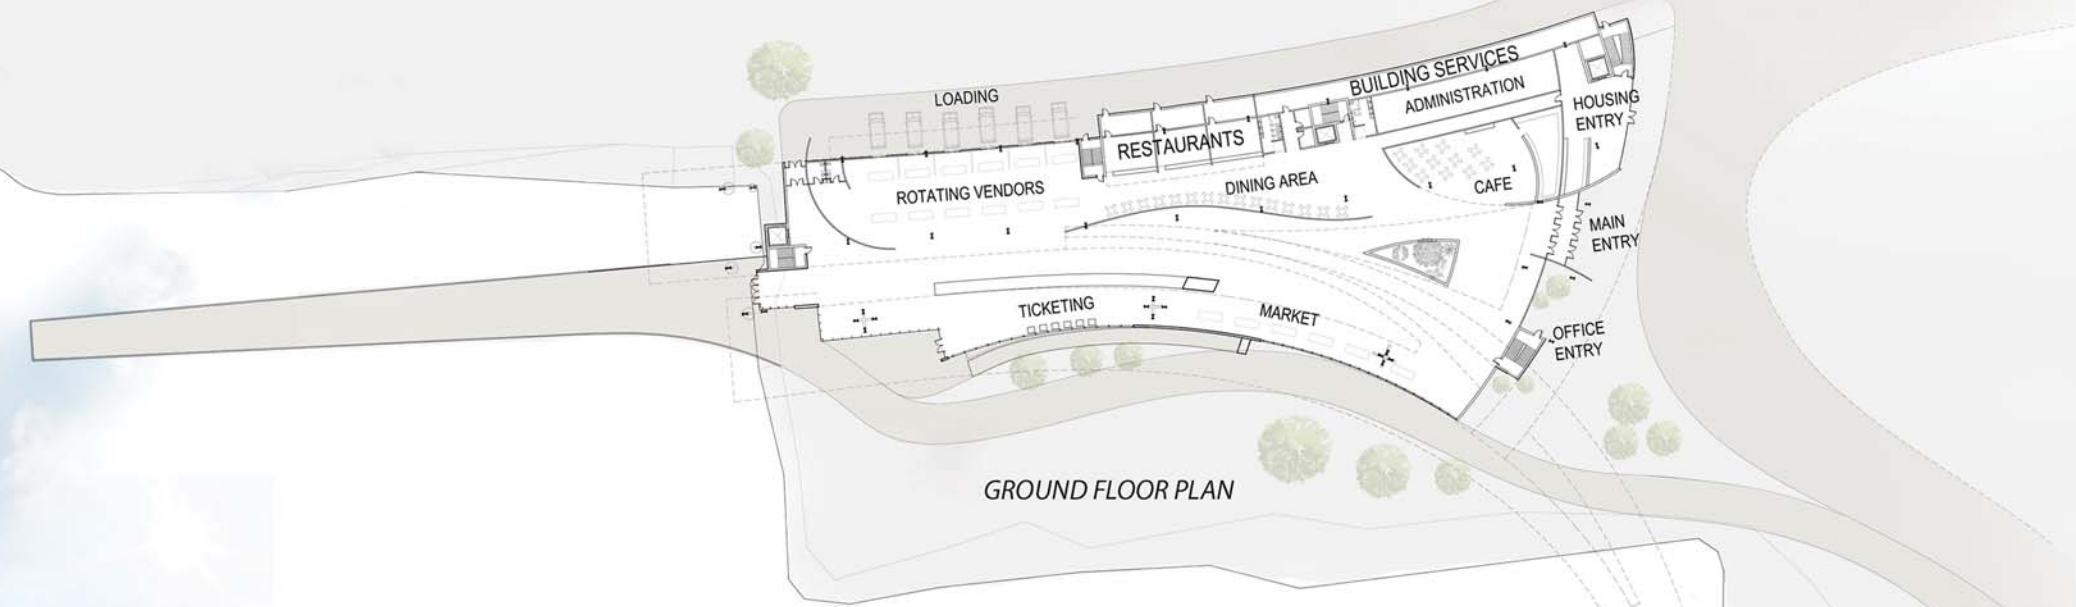 LOADING
BUILDING SERVICES
ADMINISTRATION
HOUSING
ENTRY
RESTAURANTS
ROTATING VENDORS
DINING AREA
CAFE
MAIN
ENTRY
TICKETING
MARKET
OFFICE
ENTRY
GROUND FLOOR PLAN